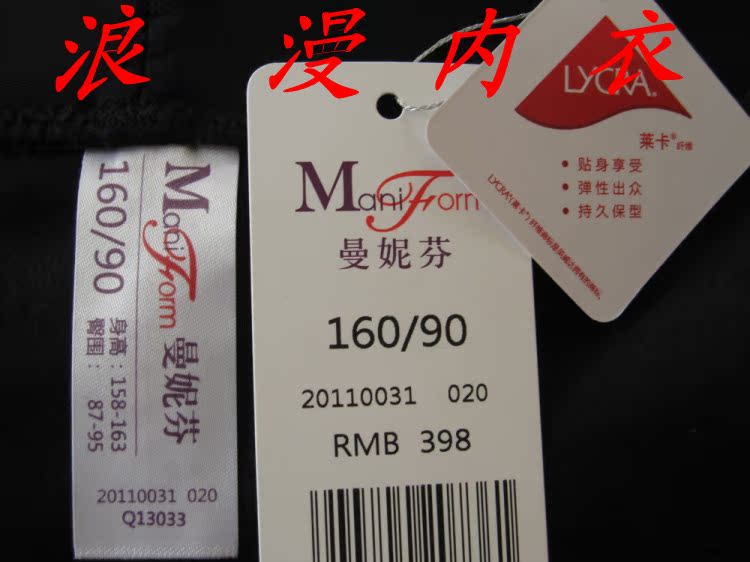 浪漫内衣
LYCRA®
莱卡®纤维
• 贴身享受
• 弹性出众
• 持久保型
ManiForm
曼妮芬
160/90
20110031 020
RMB 398
ManiForm 曼妮芬
160/90
身高：158-163
臀围：87-95
20110031 020
Q13033